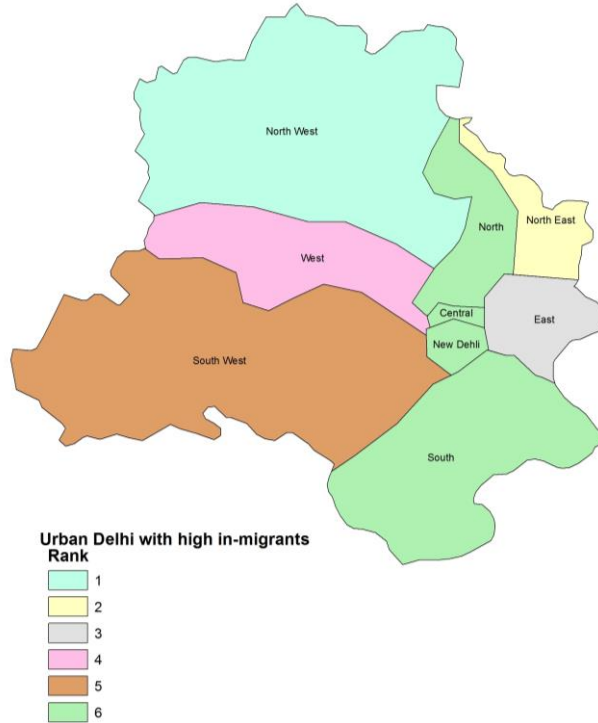 North West
North East
North
West
Central
East
New Dehli
South West
South
Urban Delhi with high in-migrants
Rank
1
2
3
4
5
6